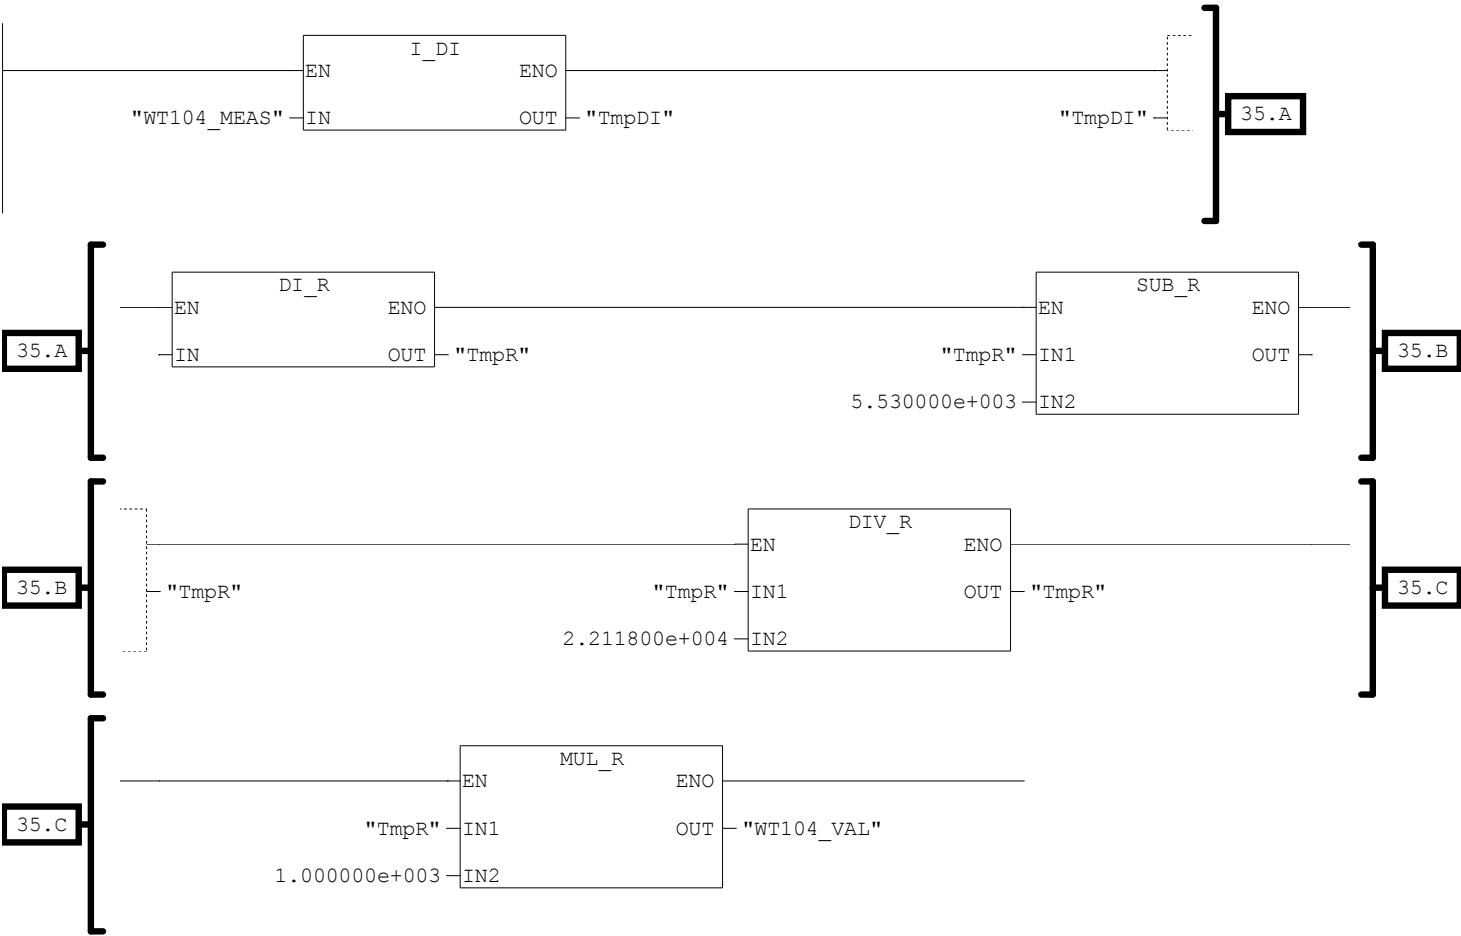 I_DI
EN ENO
"WT104_MEAS" IN OUT "TmpDI" "TmpDI" 35.A
DI_R SUB_R
EN ENO EN ENO
35.A IN OUT "TmpR" "TmpR" IN1 OUT 35.B
5.530000e+003 IN2
DIV_R
EN ENO
35.B "TmpR" "TmpR" IN1 OUT "TmpR" 35.C
2.211800e+004 IN2
MUL_R
EN ENO
35.C "TmpR" IN1 OUT "WT104_VAL"
1.000000e+003 IN2